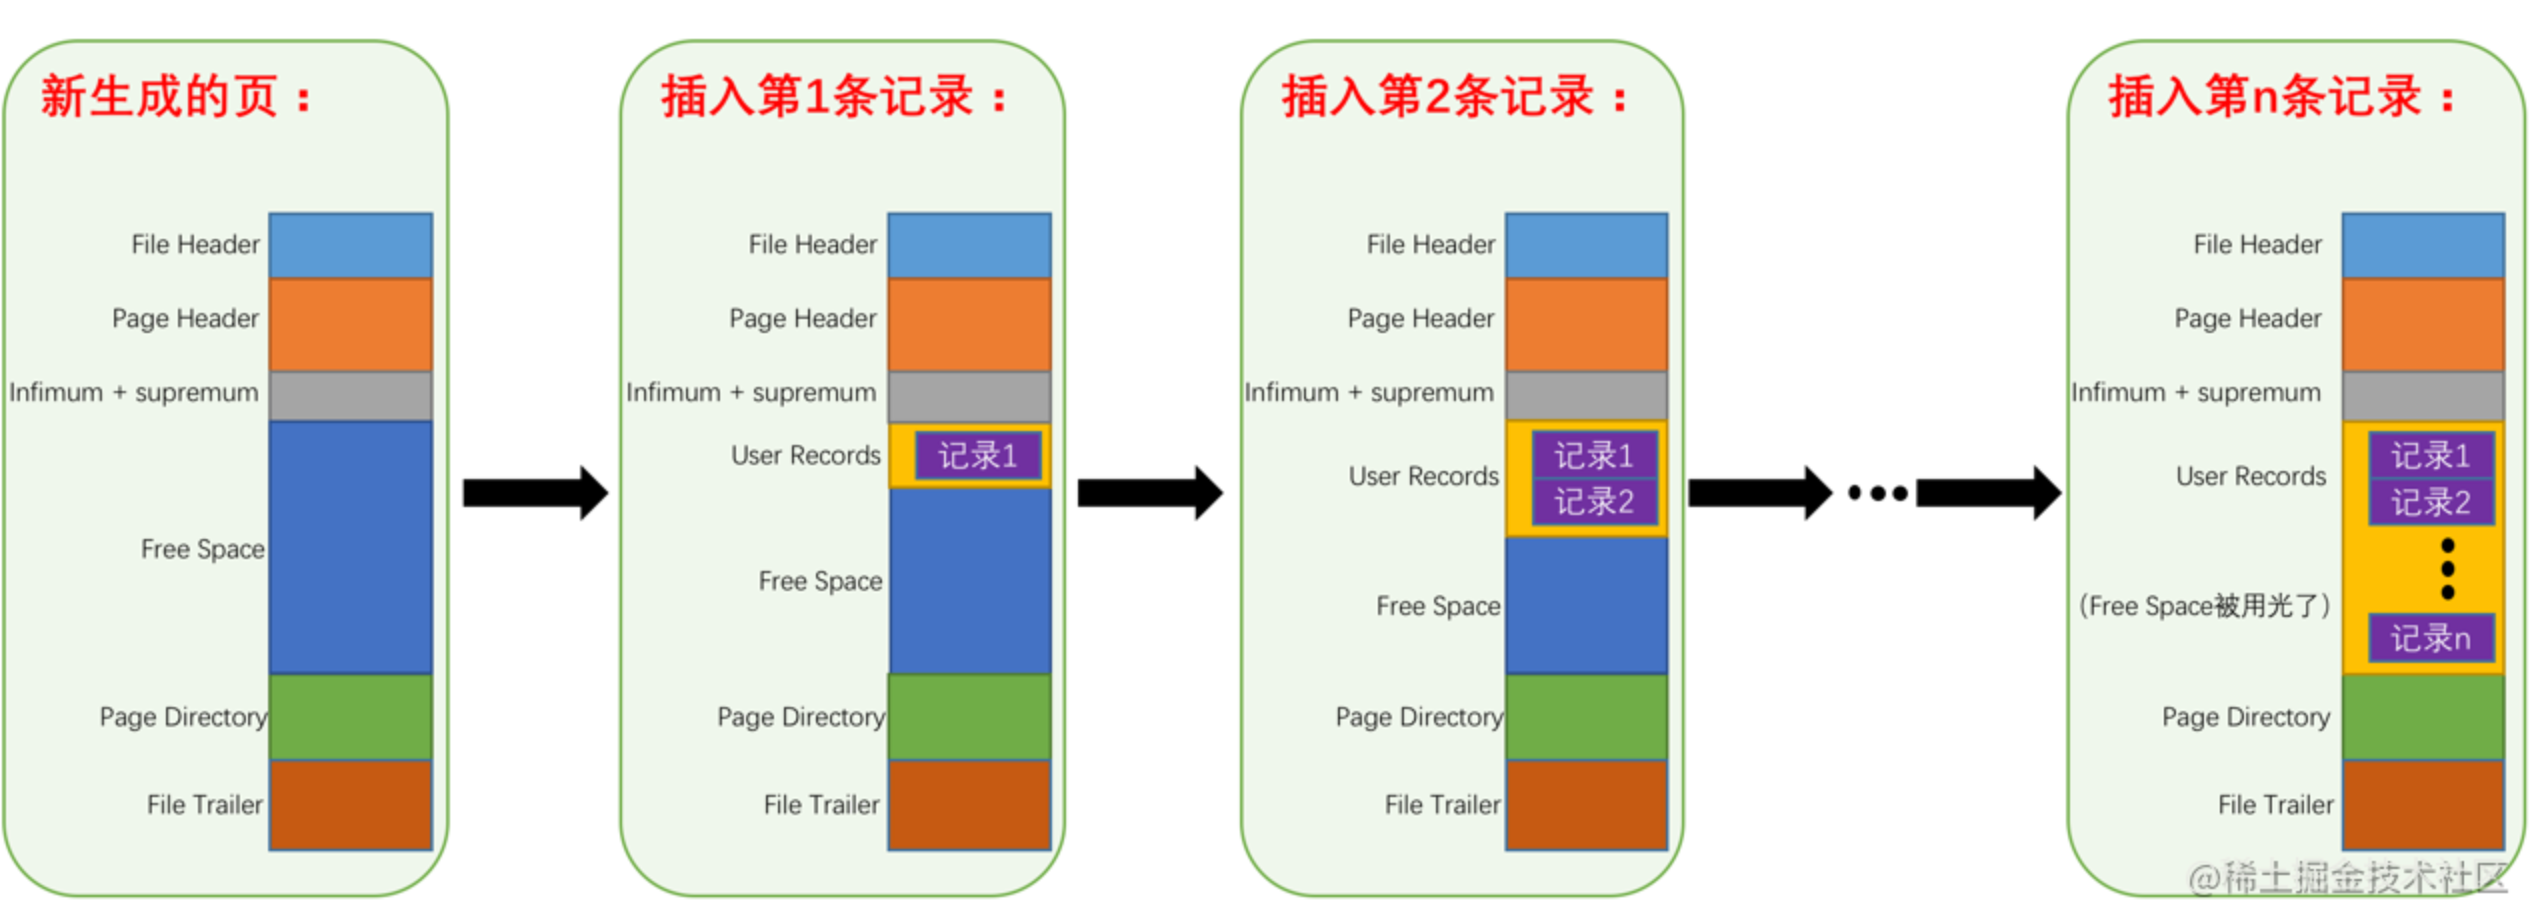 新生成的页：
File Header
Page Header
Infimum + supremum
Free Space
Page Directory
File Trailer
插入第1条记录：
File Header
Page Header
Infimum + supremum
User Records
记录1
Free Space
Page Directory
File Trailer
插入第2条记录：
File Header
Page Header
Infimum + supremum
User Records
记录1
记录2
Free Space
Page Directory
File Trailer
插入第n条记录：
File Header
Page Header
Infimum + supremum
User Records
记录1
记录2
（Free Space被用光了）
记录n
Page Directory
File Trailer
@稀土掘金技术社区